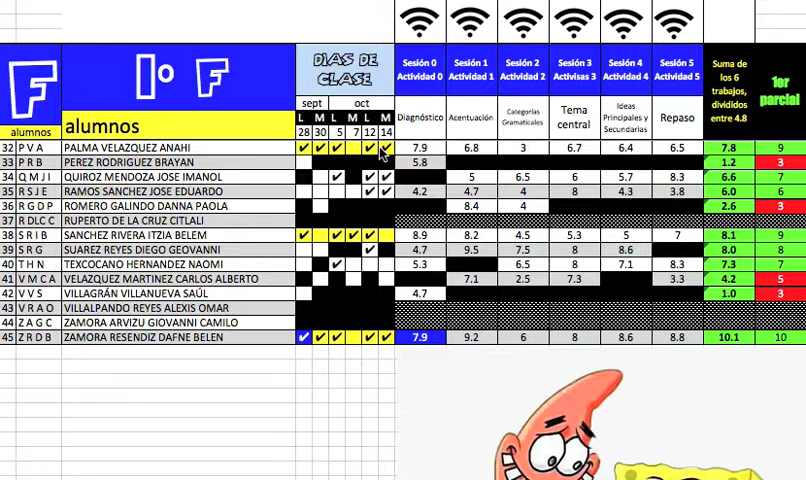 F Iº F DIAS DE CLASE Sesión 0 Actividad 0 Sesión 1 Actividad 1 Sesión 2 Actividad 2 Sesión 3 Activisas 3 Sesión 4 Actividad 4 Sesión 5 Actividad 5 Suma de los 6 trabajos, divididos entre 4.8 1er parcial
sept oct
alumnos alumnos L M L M L M Diagnóstico Acentuación Categorías Gramaticales Tema central Ideas Principales y Secundarias Repaso
28 30 5 7 12 14
32 P V A PALMA VELAZQUEZ ANAHI ✔ ✔ ✔ ✔ ✔ 7.9 6.8 3 6.7 6.4 6.5 7.8 9
33 P R B PEREZ RODRIGUEZ BRAYAN 5.8 1.2 3
34 Q M J I QUIROZ MENDOZA JOSE IMANOL ✔ ✔ ✔ 5 6.5 6 5.7 8.3 6.6 7
35 R S J E RAMOS SANCHEZ JOSE EDUARDO ✔ ✔ 4.2 4.7 4 8 4.3 3.8 6.0 6
36 R G D P ROMERO GALINDO DANNA PAOLA 8.4 4 2.6 3
37 R DLC C RUPERTO DE LA CRUZ CITLALI
38 S R I B SANCHEZ RIVERA ITZIA BELEM ✔ ✔ ✔ ✔ ✔ 8.9 8.2 4.5 5.3 5 7 8.1 9
39 S R G SUAREZ REYES DIEGO GEOVANNI ✔ 4.7 9.5 7.5 8 8.6 8.0 8
40 T H N TEXCOCANO HERNANDEZ NAOMI ✔ 5.3 6.5 8 7.1 8.3 7.3 7
41 V M C A VELAZQUEZ MARTINEZ CARLOS ALBERTO 7.1 2.5 7.3 3.3 4.2 5
42 V V S VILLAGRÁN VILLANUEVA SAÚL 4.7 1.0 3
43 V R A O VILLALPANDO REYES ALEXIS OMAR
44 Z A G C ZAMORA ARVIZU GIOVANNI CAMILO
45 Z R D B ZAMORA RESENDIZ DAFNE BELEN ✔ ✔ ✔ ✔ ✔ 7.9 9.2 6 8 8.6 8.8 10.1 10